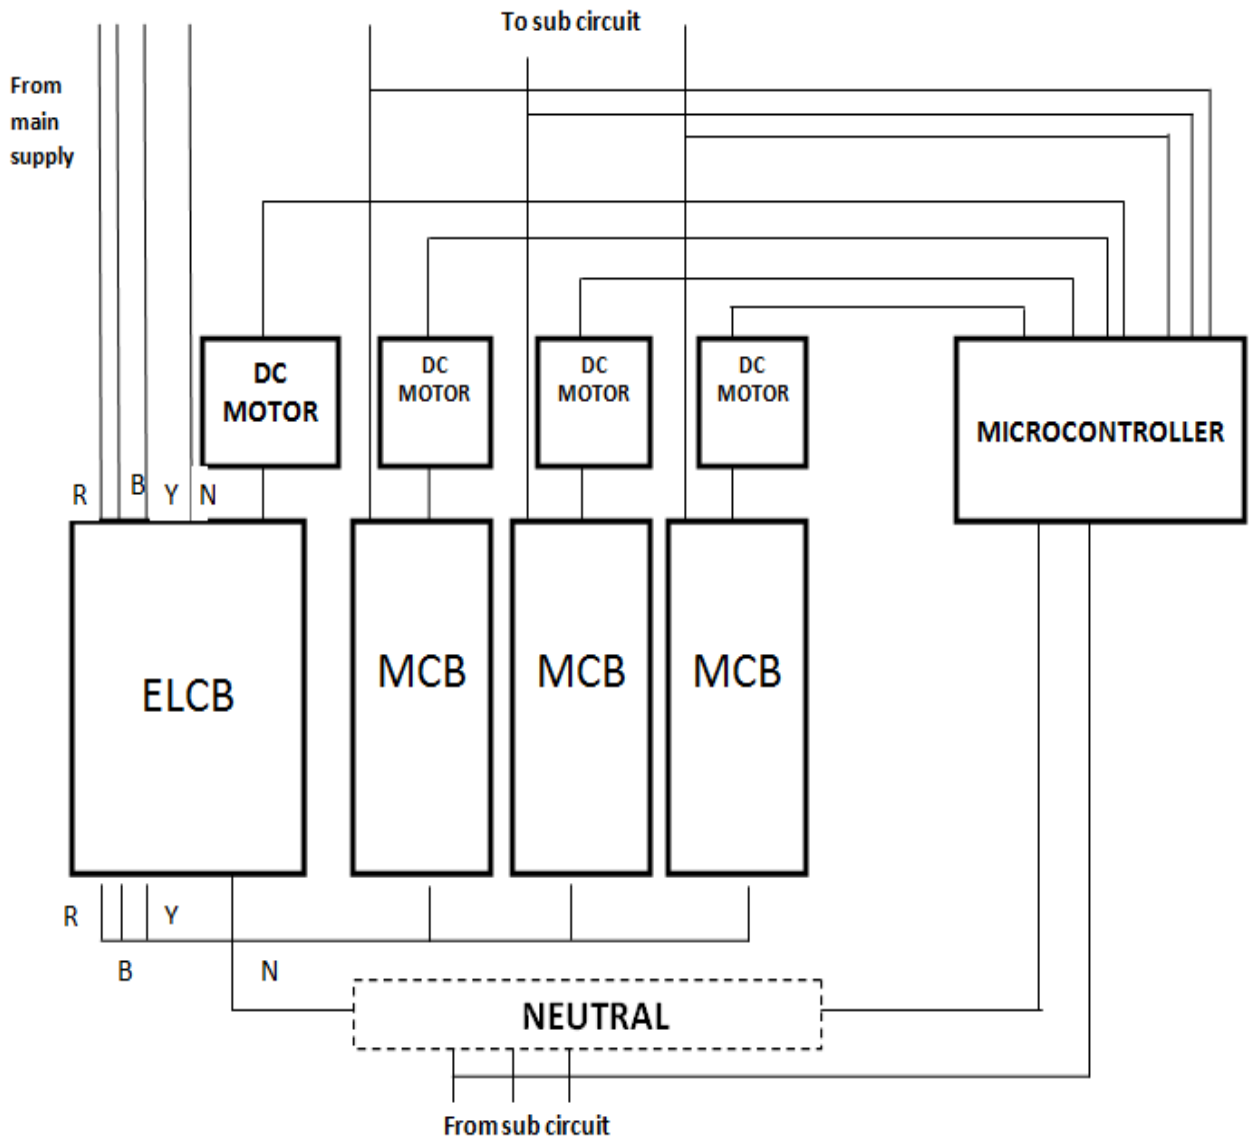 To sub circuit
From
main
supply
DC
MOTOR
DC
MOTOR
DC
MOTOR
DC
MOTOR
MICROCONTROLLER
R B Y N
ELCB
MCB
MCB
MCB
R Y
B N
NEUTRAL
From sub circuit